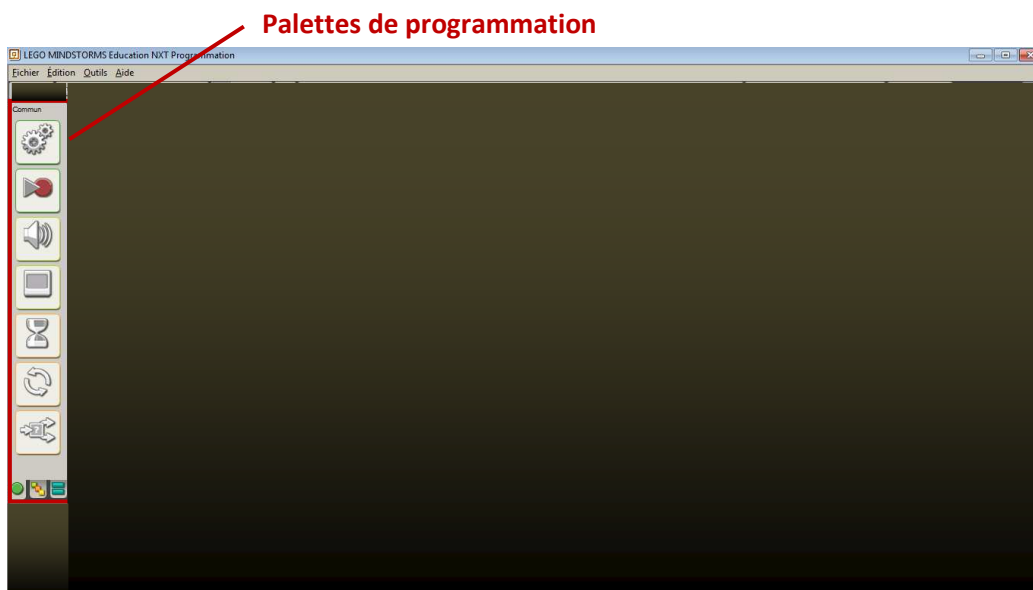 Palettes de programmation
LEGO MINDSTORMS Education NXT Programmation
Fichier Édition Outils Aide
Commun